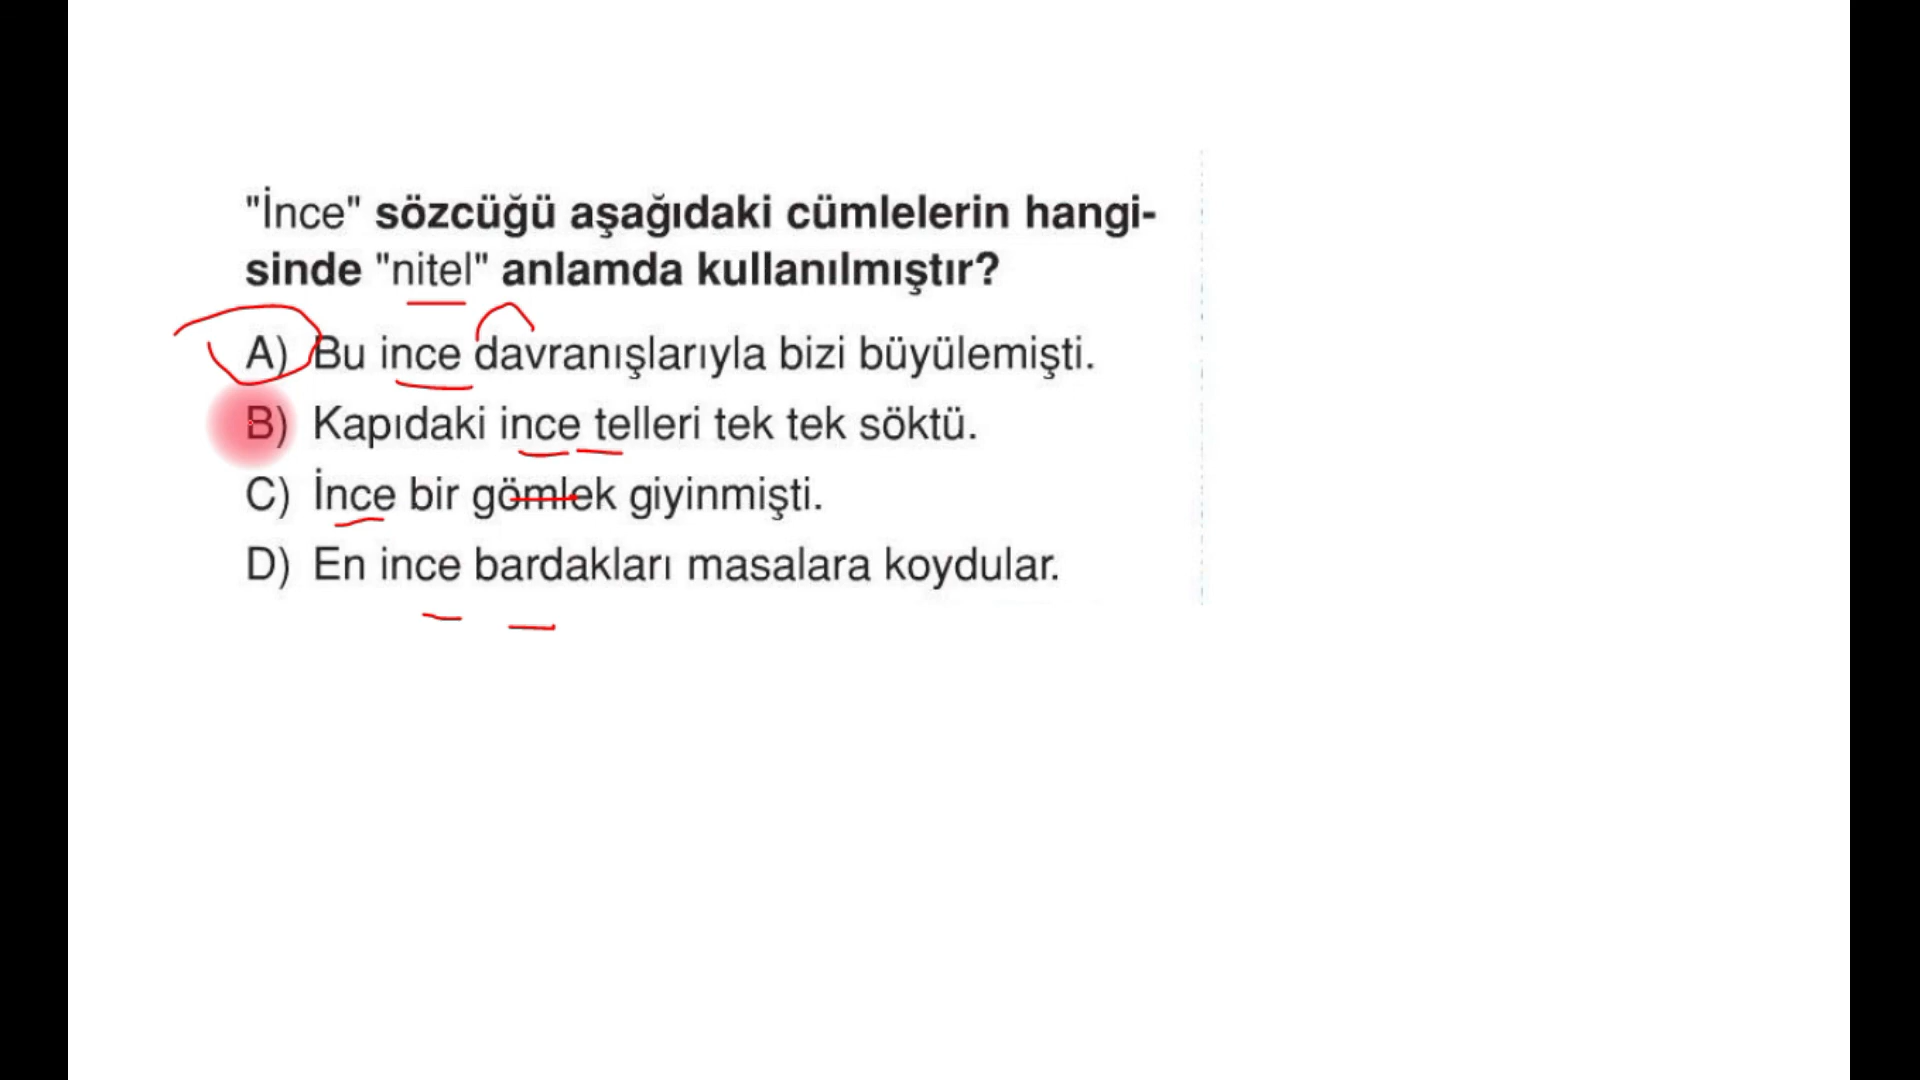 "İnce" sözcüğü aşağıdaki cümlelerin hangi-
sinde "nitel" anlamda kullanılmıştır?
A) Bu ince davranışlarıyla bizi büyülemişti.
B) Kapıdaki ince telleri tek tek söktü.
C) İnce bir gömlek giyinmişti.
D) En ince bardakları masalara koydular.